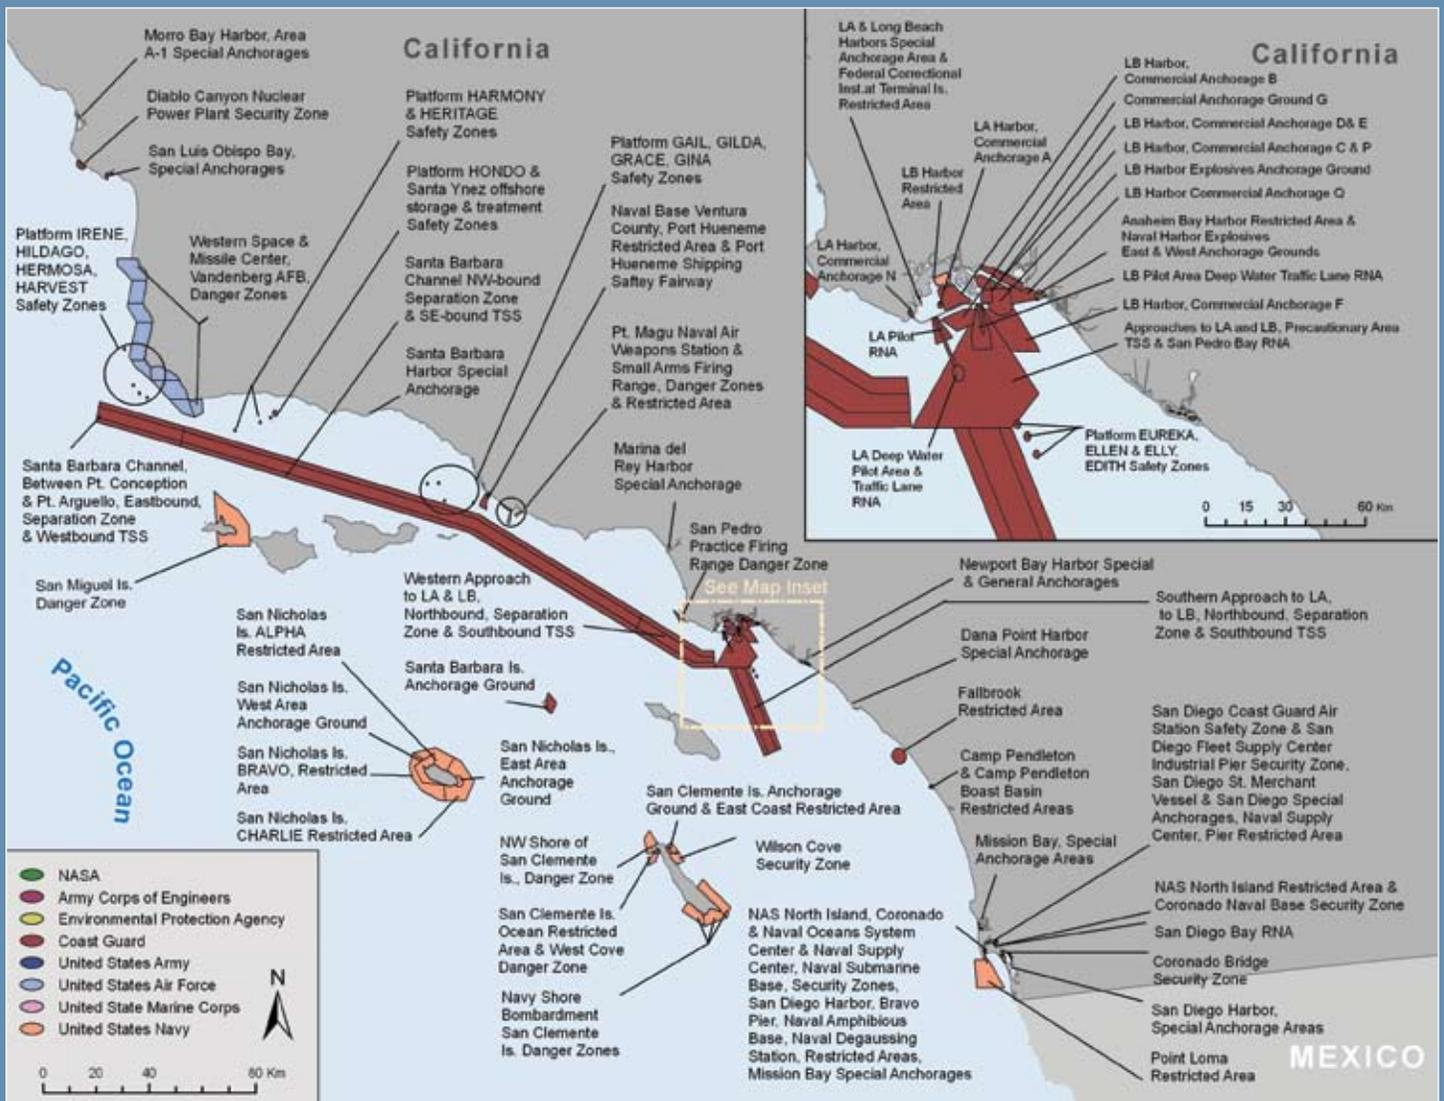 California
Morro Bay Harbor, Area
A-1 Special Anchorages
Diablo Canyon Nuclear
Power Plant Security Zone
San Luis Obispo Bay,
Special Anchorages
Platform IRENE,
HILDAGO,
HERMOSA,
HARVEST
Safety Zones
Western Space &
Missile Center,
Vandenberg AFB,
Danger Zones
Platform HARMONY
& HERITAGE
Safety Zones
Platform HONDO &
Santa Ynez offshore
storage & treatment
Safety Zones
Santa Barbara
Channel NW-bound
Separation Zone
& SE-bound TSS
Santa Barbara
Harbor Special
Anchorage
Platform GAIL, GILDA,
GRACE, GINA
Safety Zones
Naval Base Ventura
County, Port Hueneme
Restricted Area & Port
Hueneme Shipping
Saftey Fairway
Pt. Magu Naval Air
Weapons Station &
Small Arms Firing
Range, Danger Zones
& Restricted Area
Marina del
Rey Harbor
Special Anchorage
San Pedro
Practice Firing
Range Danger Zone
See Map Inset
Santa Barbara Channel,
Between Pt. Conception
& Pt. Arguello, Eastbound,
Separation Zone
& Westbound TSS
San Miguel Is.
Danger Zone
Western Approach
to LA & LB,
Northbound, Separation
Zone & Southbound TSS
Santa Barbara Is.
Anchorage Ground
San Nicholas
Is. ALPHA
Restricted Area
San Nicholas Is.
West Area
Anchorage Ground
San Nicholas Is.
BRAVO, Restricted
Area
San Nicholas Is.
CHARLIE Restricted Area
San Nicholas Is.,
East Area
Anchorage
Ground
Pacific Ocean
San Clemente Is. Anchorage
Ground & East Coast Restricted Area
NW Shore of
San Clemente
Is., Danger Zone
Wilson Cove
Security Zone
San Clemente Is.
Ocean Restricted
Area & West Cove
Danger Zone
Navy Shore
Bombardment
San Clemente
Is. Danger Zones
NAS North Island, Coronado
& Naval Oceans System
Center & Naval Supply
Center, Naval Submarine
Base, Security Zones,
San Diego Harbor, Bravo
Pier, Naval Amphibious
Base, Naval Degaussing
Station, Restricted Areas,
Mission Bay Special Anchorages
Newport Bay Harbor Special
& General Anchorages
Southern Approach to LA,
to LB, Northbound, Separation
Zone & Southbound TSS
Dana Point Harbor
Special Anchorage
Fallbrook
Restricted Area
Camp Pendleton
& Camp Pendleton
Boast Basin
Restricted Areas
Mission Bay, Special
Anchorage Areas
San Diego Coast Guard Air
Station Safety Zone & San
Diego Fleet Supply Center
Industrial Pier Security Zone,
San Diego St. Merchant
Vessel & San Diego Special
Anchorages, Naval Supply
Center, Pier Restricted Area
NAS North Island Restricted Area &
Coronado Naval Base Security Zone
San Diego Bay RNA
Coronado Bridge
Security Zone
San Diego Harbor,
Special Anchorage Areas
Point Loma
Restricted Area
MEXICO
California
LA & Long Beach
Harbors Special
Anchorage Area &
Federal Correctional
Inst.at Terminal Is.
Restricted Area
LA Harbor,
Commercial
Anchorage A
LB Harbor
Restricted
Area
LA Harbor,
Commercial
Anchorage N
LA Pilot
RNA
LA Deep Water
Pilot Area &
Traffic Lane
RNA
LB Harbor,
Commercial Anchorage B
Commercial Anchorage Ground G
LB Harbor, Commercial Anchorage D& E
LB Harbor, Commercial Anchorage C & P
LB Harbor Explosives Anchorage Ground
LB Harbor Commercial Anchorage Q
Anaheim Bay Harbor Restricted Area &
Naval Harbor Explosives
East & West Anchorage Grounds
LB Pilot Area Deep Water Traffic Lane RNA
LB Harbor, Commercial Anchorage F
Approaches to LA and LB, Precautionary Area
TSS & San Pedro Bay RNA
Platform EUREKA,
ELLEN & ELLY,
EDITH Safety Zones
0 15 30 60 Km
NASA
Army Corps of Engineers
Environmental Protection Agency
Coast Guard
United States Army
United States Air Force
United State Marine Corps
United States Navy
N
0 20 40 60 Km